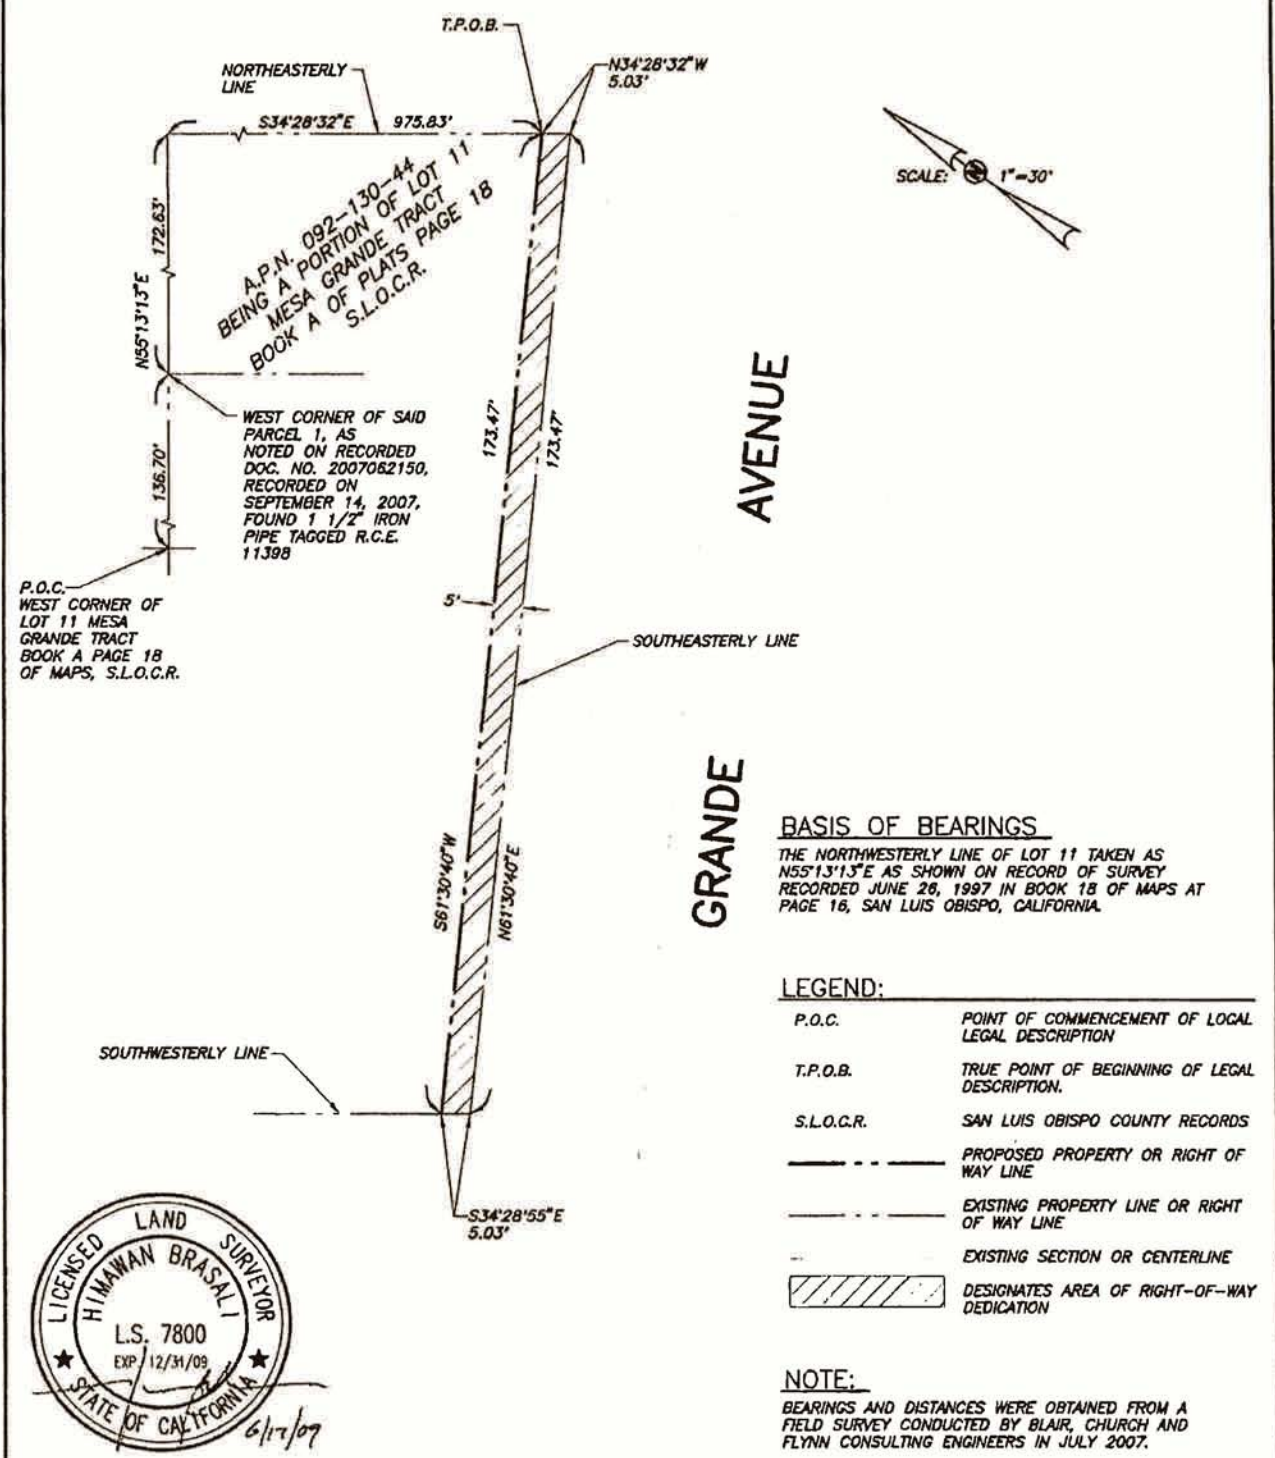 T.P.O.B.
N34°28'32"W
5.03'
NORTHEASTERLY
LINE
S34°28'32"E 975.83'
172.63'
N55°13'13"E
A.P.N. 092-130-44
BEING A PORTION OF LOT 11
MESA GRANDE TRACT
BOOK A OF PLATS PAGE 18
S.L.O.C.R.
SCALE: N 1"=30'
WEST CORNER OF SAID
PARCEL 1, AS
NOTED ON RECORDED
DOC. NO. 2007062150,
RECORDED ON
SEPTEMBER 14, 2007,
FOUND 1 1/2" IRON
PIPE TAGGED R.C.E.
11398
136.70'
173.47'
173.47'
AVENUE
P.O.C.
WEST CORNER OF
LOT 11 MESA
GRANDE TRACT
BOOK A PAGE 18
OF MAPS, S.L.O.C.R.
5'
SOUTHEASTERLY LINE
GRANDE
S61°30'40"W
N61°30'40"E
BASIS OF BEARINGS
THE NORTHWESTERLY LINE OF LOT 11 TAKEN AS
N55°13'13"E AS SHOWN ON RECORD OF SURVEY
RECORDED JUNE 26, 1997 IN BOOK 18 OF MAPS AT
PAGE 16, SAN LUIS OBISPO, CALIFORNIA.
LEGEND:
P.O.C. POINT OF COMMENCEMENT OF LOCAL
LEGAL DESCRIPTION
T.P.O.B. TRUE POINT OF BEGINNING OF LEGAL
DESCRIPTION.
S.L.O.C.R. SAN LUIS OBISPO COUNTY RECORDS
PROPOSED PROPERTY OR RIGHT OF
WAY LINE
EXISTING PROPERTY LINE OR RIGHT
OF WAY LINE
EXISTING SECTION OR CENTERLINE
DESIGNATES AREA OF RIGHT-OF-WAY
DEDICATION
SOUTHWESTERLY LINE
S34°28'55"E
5.03'
LICENSED LAND SURVEYOR
HIMAWAN BRASALI
L.S. 7800
EXP. 12/31/09
STATE OF CALIFORNIA
6/17/09
NOTE:
BEARINGS AND DISTANCES WERE OBTAINED FROM A
FIELD SURVEY CONDUCTED BY BLAIR, CHURCH AND
FLYNN CONSULTING ENGINEERS IN JULY 2007.